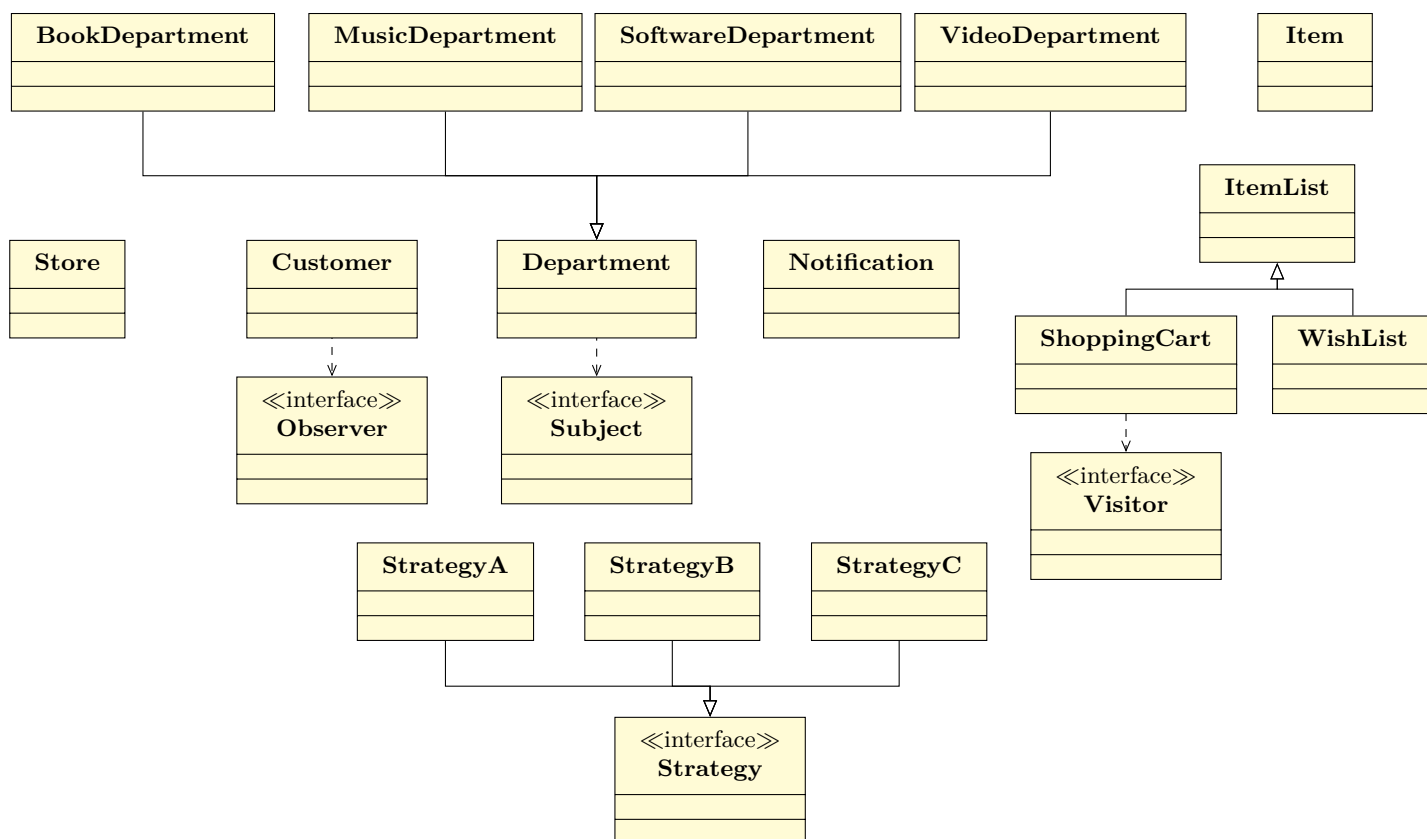 BookDepartment
MusicDepartment
SoftwareDepartment
VideoDepartment
Item
ItemList
Store
Customer
Department
Notification
ShoppingCart
WishList
≪interface≫
Observer
≪interface≫
Subject
≪interface≫
Visitor
StrategyA
StrategyB
StrategyC
≪interface≫
Strategy